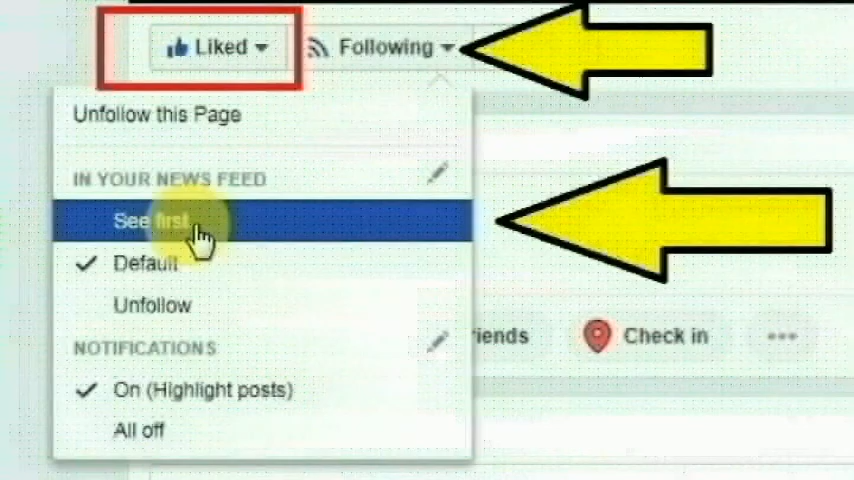 Liked Following
Unfollow this Page
IN YOUR NEWS FEED
See first
Default
Unfollow
riends Check in
NOTIFICATIONS
On (Highlight posts)
All off